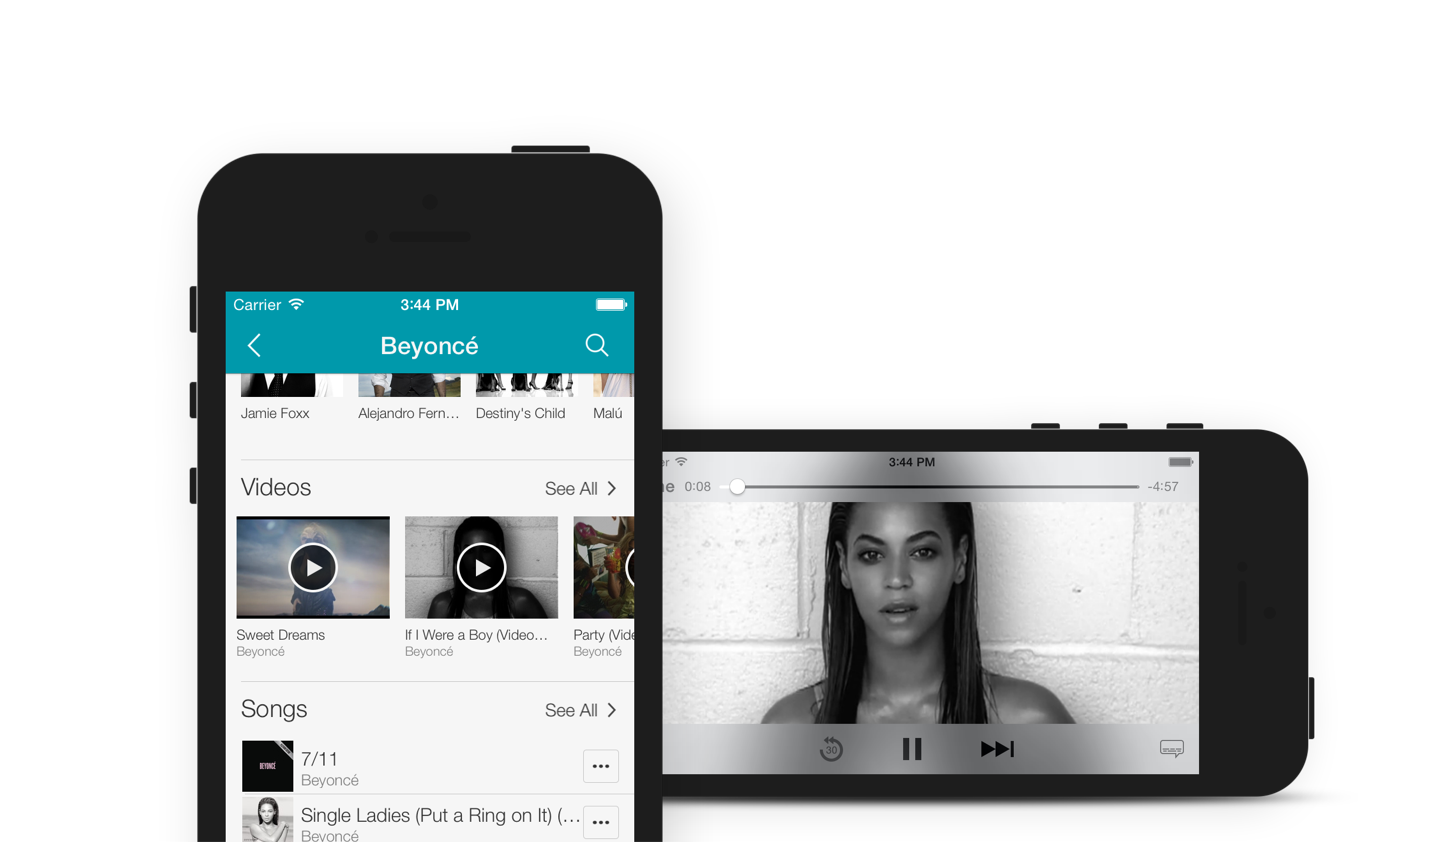 Carrier 3:44 PM
Beyoncé
Jamie Foxx Alejandro Fern... Destiny's Child Malú
Videos See All
Sweet Dreams If I Were a Boy (Video... Party (Vide
Beyoncé Beyoncé Beyoncé
Songs See All
BEYONCÉ
7/11
Beyoncé
Single Ladies (Put a Ring on It) (...
Beyoncé
er 3:44 PM
ne 0:08 -4:57
30